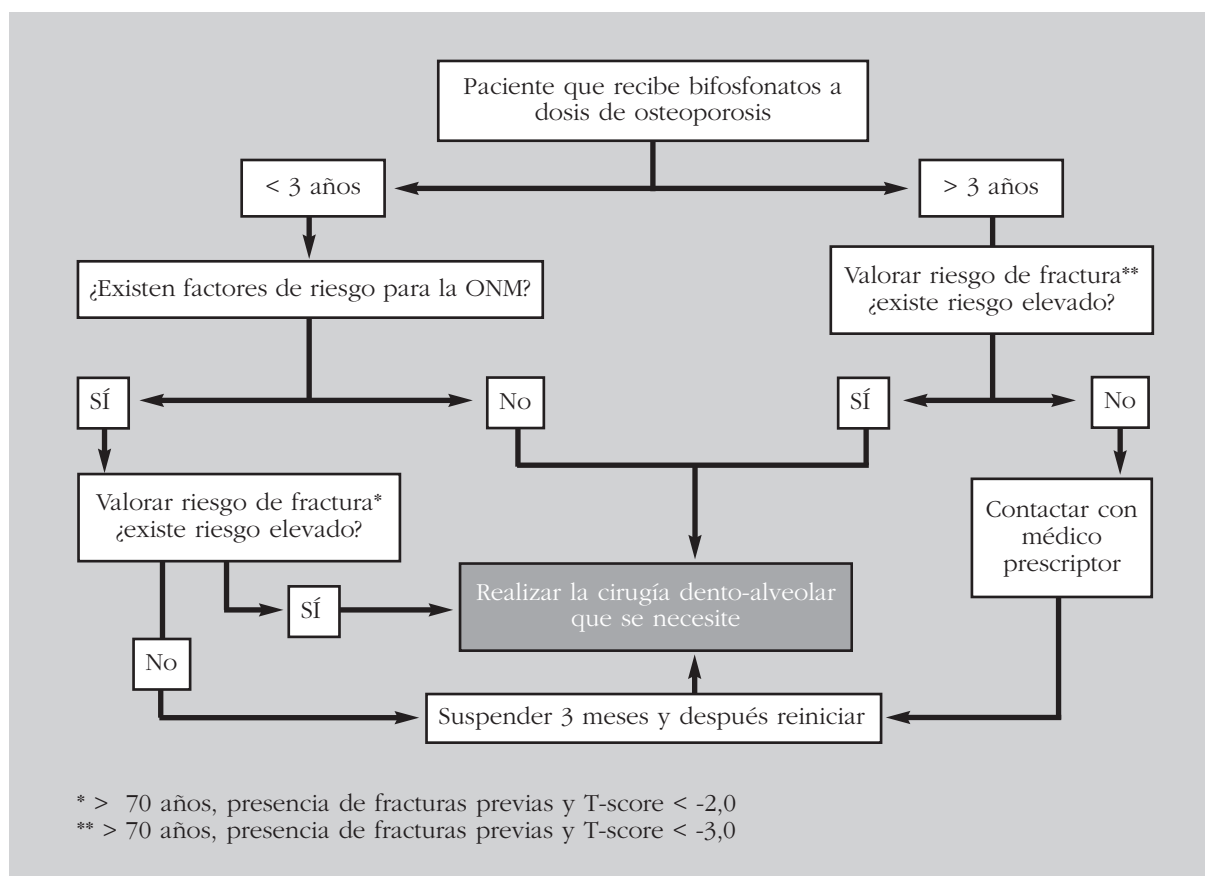 Paciente que recibe bifosfonatos a
dosis de osteoporosis
< 3 años
> 3 años
¿Existen factores de riesgo para la ONM?
Valorar riesgo de fractura**
¿existe riesgo elevado?
SÍ
No
SÍ
No
Valorar riesgo de fractura*
¿existe riesgo elevado?
Contactar con
médico
prescriptor
Realizar la cirugía dento-alveolar
que se necesite
SÍ
No
Suspender 3 meses y después reiniciar
* > 70 años, presencia de fracturas previas y T-score < -2,0
** > 70 años, presencia de fracturas previas y T-score < -3,0